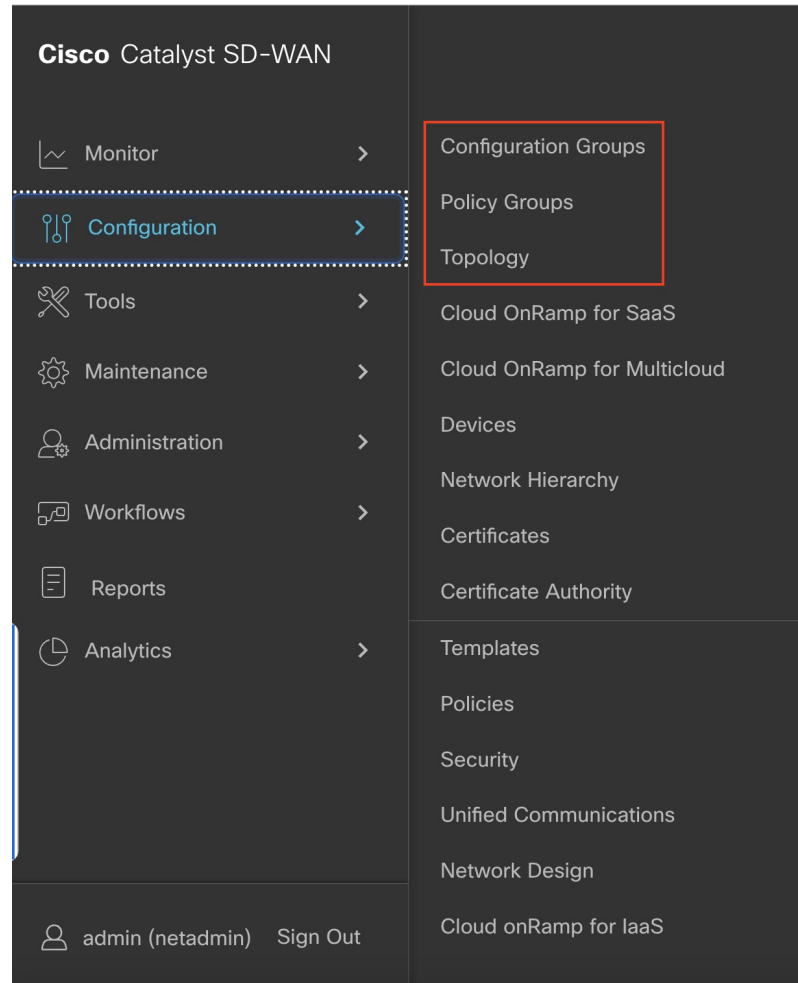 Cisco Catalyst SD-WAN
Monitor
Configuration
Tools
Maintenance
Administration
Workflows
Reports
Analytics
admin (netadmin) Sign Out
Configuration Groups
Policy Groups
Topology
Cloud OnRamp for SaaS
Cloud OnRamp for Multicloud
Devices
Network Hierarchy
Certificates
Certificate Authority
Templates
Policies
Security
Unified Communications
Network Design
Cloud onRamp for IaaS